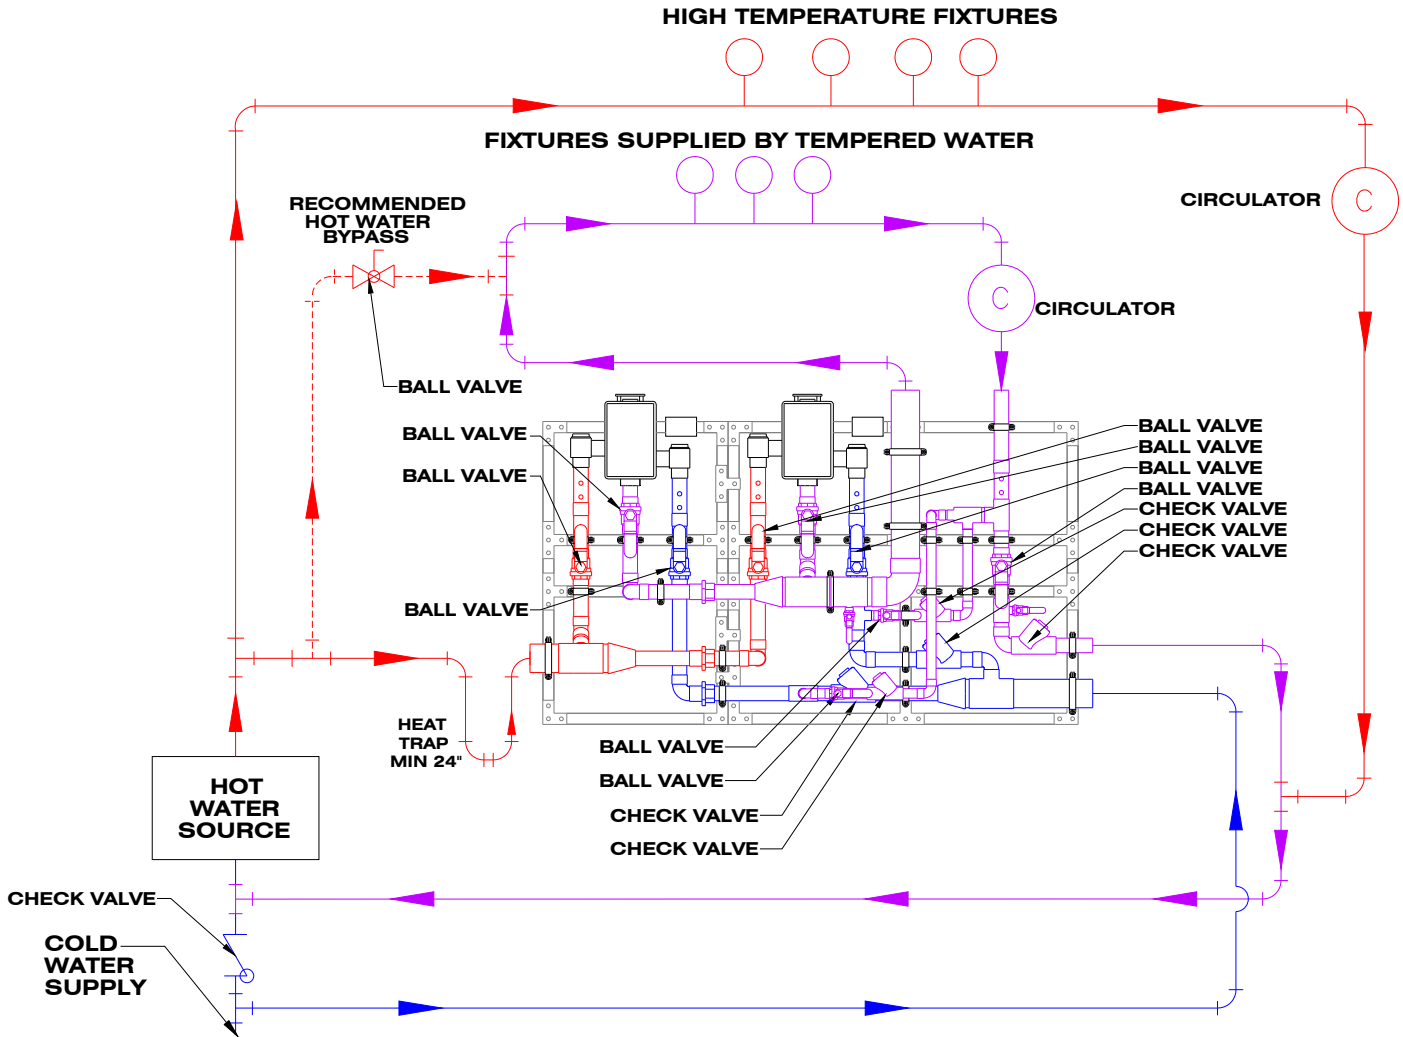 HIGH TEMPERATURE FIXTURES
FIXTURES SUPPLIED BY TEMPERED WATER
RECOMMENDED
HOT WATER
BYPASS
CIRCULATOR
C
C
CIRCULATOR
BALL VALVE
BALL VALVE
BALL VALVE
BALL VALVE
BALL VALVE
BALL VALVE
BALL VALVE
BALL VALVE
CHECK VALVE
CHECK VALVE
CHECK VALVE
BALL VALVE
HEAT
TRAP
MIN 24"
BALL VALVE
BALL VALVE
CHECK VALVE
CHECK VALVE
HOT
WATER
SOURCE
CHECK VALVE
COLD
WATER
SUPPLY